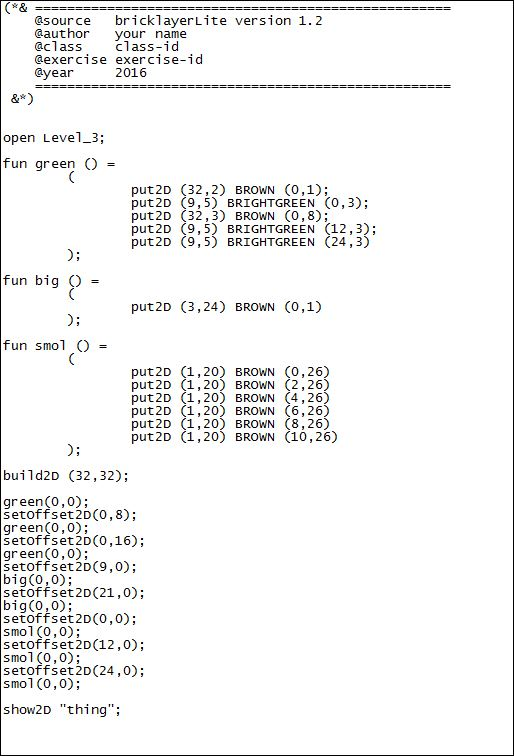 (*& ====================================================
    @source   bricklayerLite version 1.2
    @author   your name
    @class    class-id
    @exercise exercise-id
    @year     2016
    ====================================================
 &*)
open Level_3;
fun green () =
        (
                put2D (32,2) BROWN (0,1);
                put2D (9,5) BRIGHTGREEN (0,3);
                put2D (32,3) BROWN (0,8);
                put2D (9,5) BRIGHTGREEN (12,3);
                put2D (9,5) BRIGHTGREEN (24,3)
        );
fun big () =
        (
                put2D (3,24) BROWN (0,1)
        );
fun smol () =
        (
                put2D (1,20) BROWN (0,26)
                put2D (1,20) BROWN (2,26)
                put2D (1,20) BROWN (4,26)
                put2D (1,20) BROWN (6,26)
                put2D (1,20) BROWN (8,26)
                put2D (1,20) BROWN (10,26)
        );
build2D (32,32);
green(0,0);
setOffset2D(0,8);
green(0,0);
setOffset2D(0,16);
green(0,0);
setOffset2D(9,0);
big(0,0);
setOffset2D(21,0);
big(0,0);
setOffset2D(0,0);
smol(0,0);
setOffset2D(12,0);
smol(0,0);
setOffset2D(24,0);
smol(0,0);
show2D "thing";